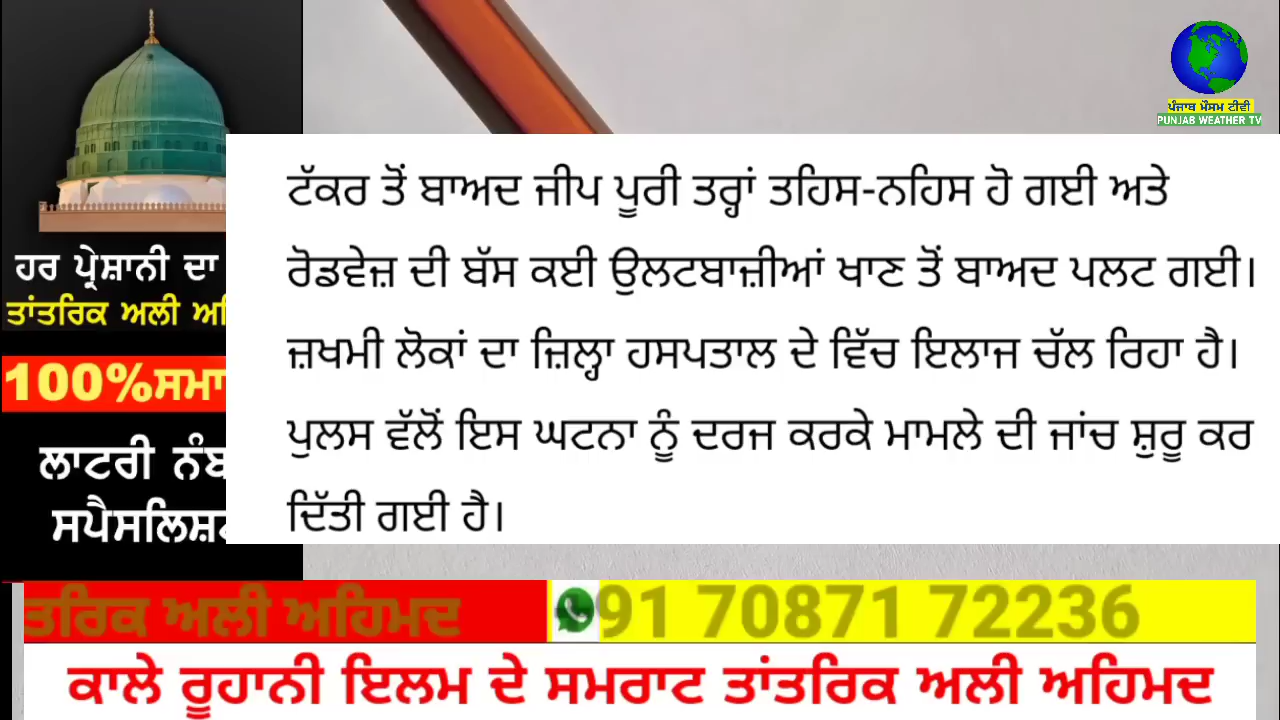 ਪੰਜਾਬ ਮੌਸਮ ਟੀਵੀ
PUNJAB WEATHER TV
ਟੱਕਰ ਤੋਂ ਬਾਅਦ ਜੀਪ ਪੂਰੀ ਤਰ੍ਹਾਂ ਤਹਿਸ-ਨਹਿਸ ਹੋ ਗਈ ਅਤੇ
ਰੋਡਵੇਜ਼ ਦੀ ਬੱਸ ਕਈ ਉਲਟਬਾਜ਼ੀਆਂ ਖਾਣ ਤੋਂ ਬਾਅਦ ਪਲਟ ਗਈ।
ਜ਼ਖਮੀ ਲੋਕਾਂ ਦਾ ਜ਼ਿਲ੍ਹਾ ਹਸਪਤਾਲ ਦੇ ਵਿੱਚ ਇਲਾਜ ਚੱਲ ਰਿਹਾ ਹੈ।
ਪੁਲਸ ਵੱਲੋਂ ਇਸ ਘਟਨਾ ਨੂੰ ਦਰਜ ਕਰਕੇ ਮਾਮਲੇ ਦੀ ਜਾਂਚ ਸ਼ੁਰੂ ਕਰ
ਦਿੱਤੀ ਗਈ ਹੈ।
ਹਰ ਪ੍ਰੇਸ਼ਾਨੀ ਦਾ
ਤਾਂਤਰਿਕ ਅਲੀ
100%
ਲਾਟਰੀ
ਤਰਿਕ ਅਲੀ ਅਹਿਮਦ
91 70871 72236
ਕਾਲੇ ਰੂਹਾਨੀ ਇਲਮ ਦੇ ਸਮਰਾਟ ਤਾਂਤਰਿਕ ਅਲੀ ਅਹਿਮਦ